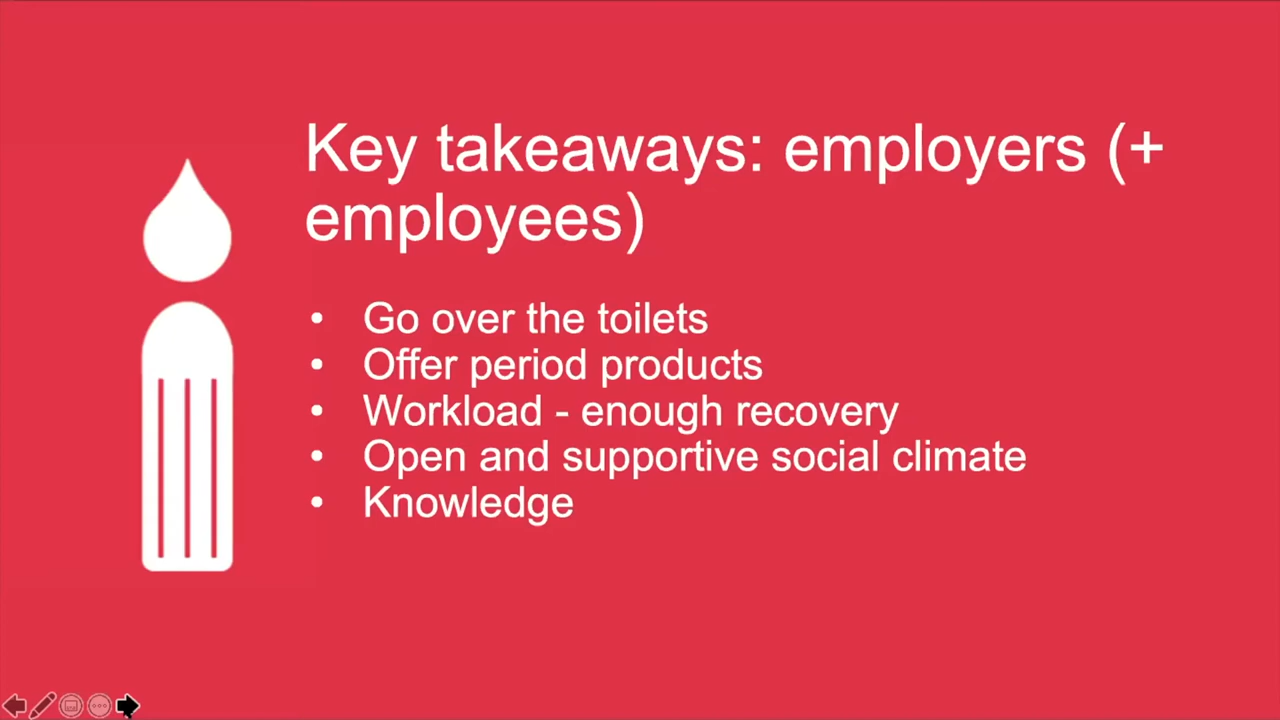 Key takeaways: employers (+
employees)
• Go over the toilets
• Offer period products
• Workload - enough recovery
• Open and supportive social climate
• Knowledge